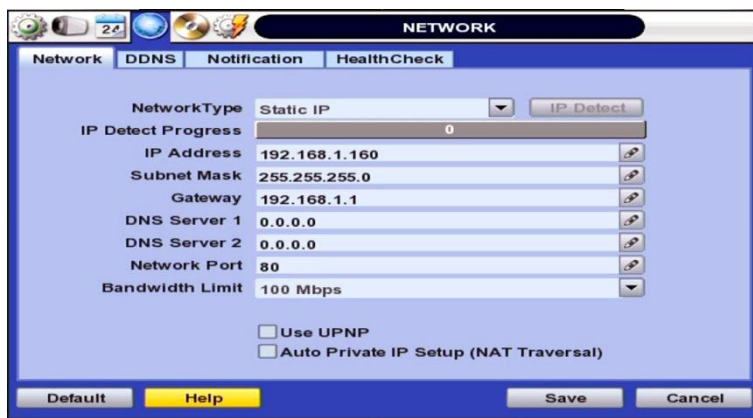 24 NETWORK
Network DDNS Notification HealthCheck
NetworkType Static IP IP Detect
IP Detect Progress 0
IP Address 192.168.1.160
Subnet Mask 255.255.255.0
Gateway 192.168.1.1
DNS Server 1 0.0.0.0
DNS Server 2 0.0.0.0
Network Port 80
Bandwidth Limit 100 Mbps
Use UPNP
Auto Private IP Setup (NAT Traversal)
Default Help Save Cancel